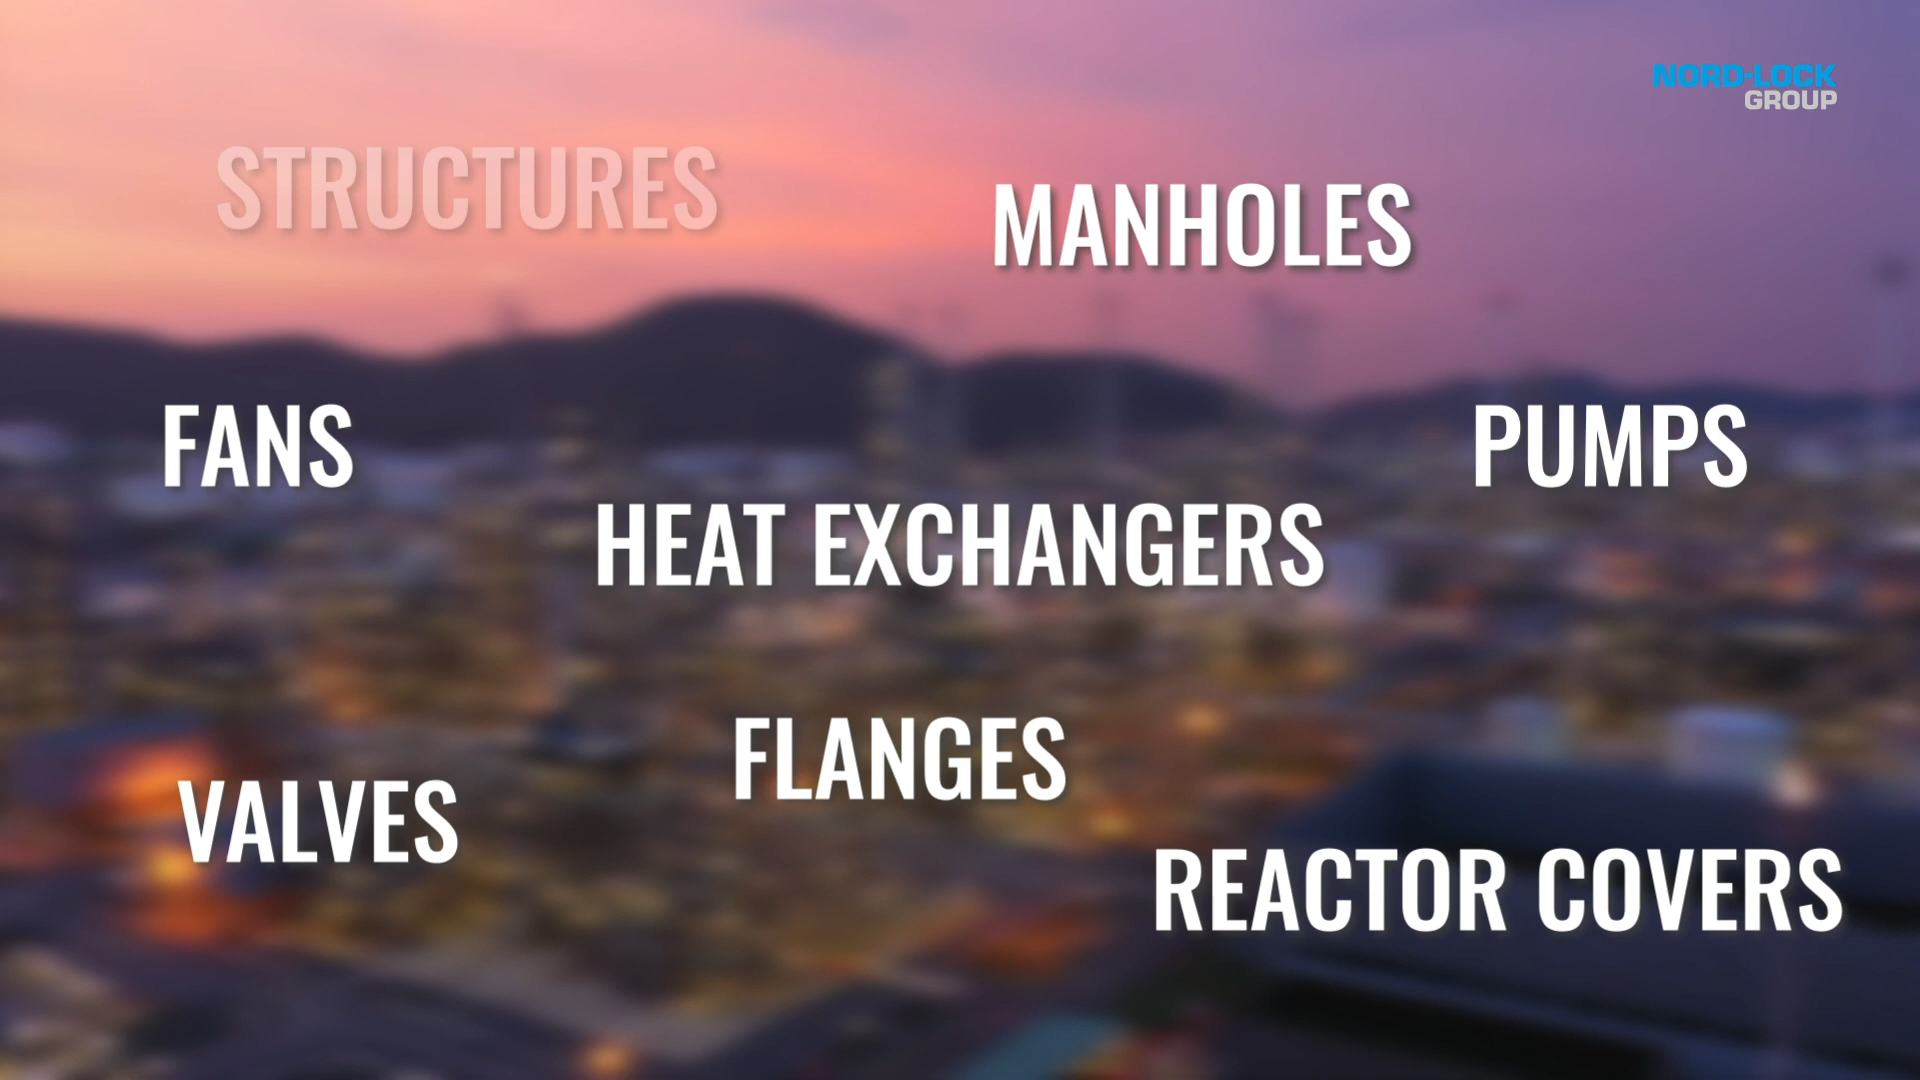 NORD-LOCK
GROUP
STRUCTURES
MANHOLES
FANS
PUMPS
HEAT EXCHANGERS
FLANGES
VALVES
REACTOR COVERS